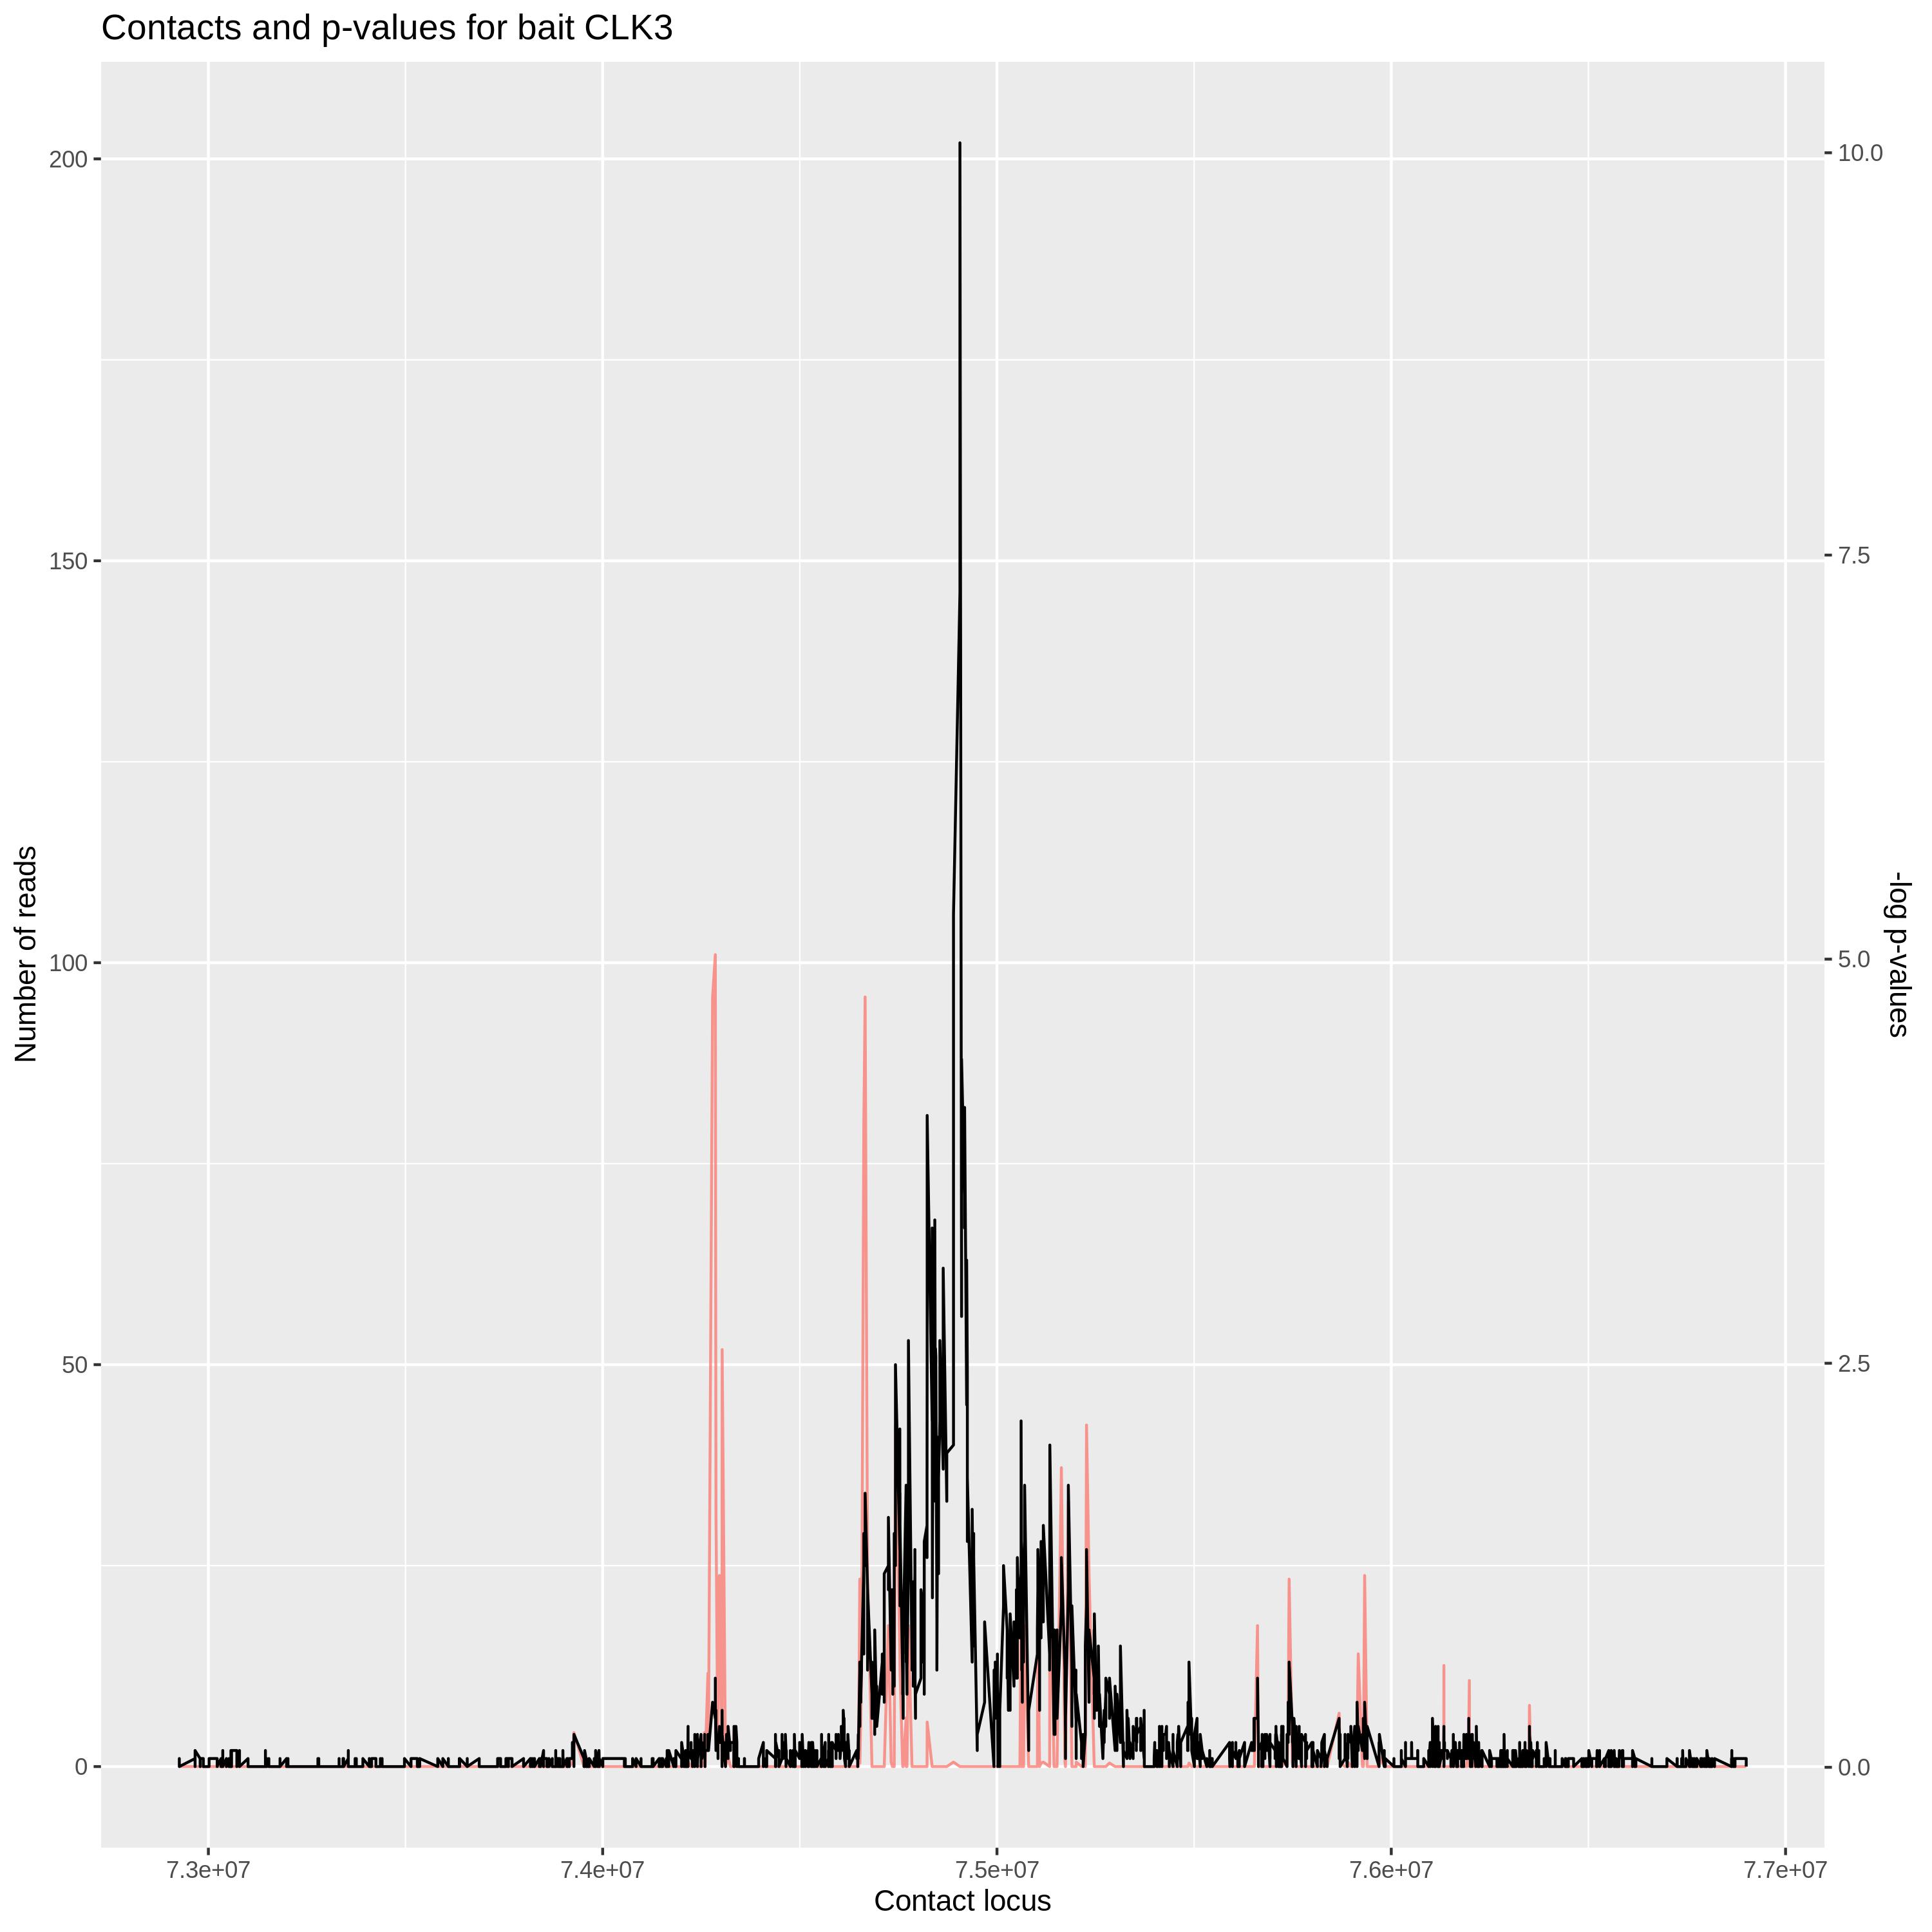 Contacts and p-values for bait CLK3
200
150
100
50
0
Number of reads
10.0
7.5
5.0
2.5
0.0
-log p-values
7.3e+07 7.4e+07 7.5e+07 7.6e+07 7.7e+07
Contact locus